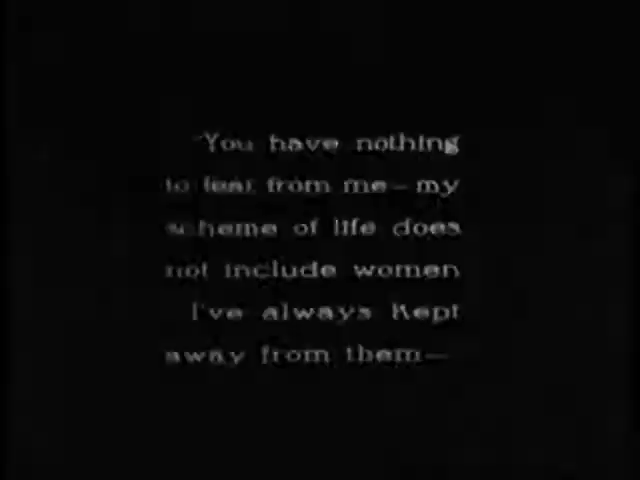 "You have nothing
to fear from me—my
scheme of life does
not include women
I've always kept
away from them—